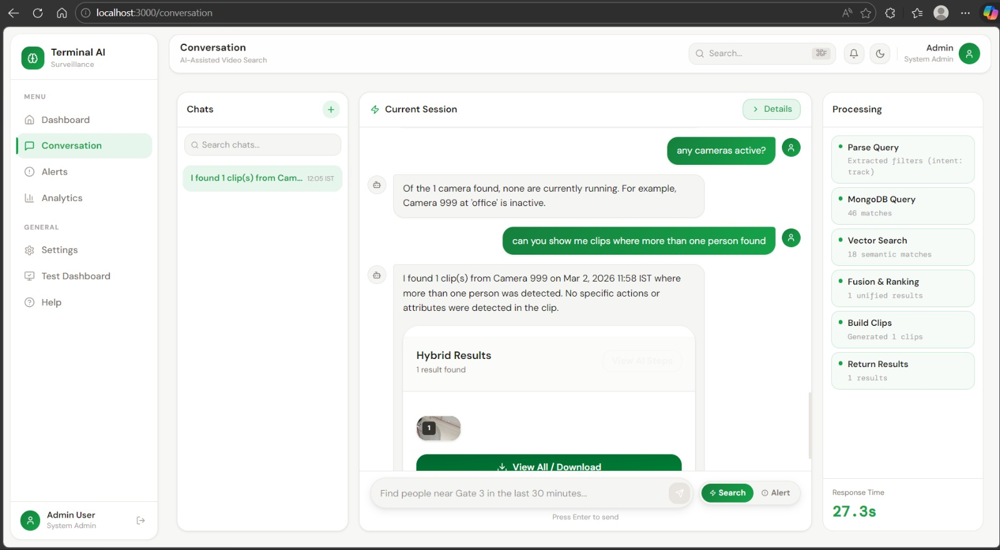 localhost:3000/conversation
Terminal AI
Surveillance
MENU
Dashboard
Conversation
Alerts
Analytics
GENERAL
Settings
Test Dashboard
Help
Admin User
System Admin
Conversation
AI-Assisted Video Search
Search...
⌘F
Admin
System Admin
Chats
+
Search chats...
I found 1 clip(s) from Cam... 12:05 IST
Current Session
Details
any cameras active?
Of the 1 camera found, none are currently running. For example,
Camera 999 at 'office' is inactive.
can you show me clips where more than one person found
I found 1 clip(s) from Camera 999 on Mar 2, 2026 11:58 IST where
more than one person was detected. No specific actions or
attributes were detected in the clip.
Hybrid Results
View AI Steps
1 result found
1
View All / Download
Find people near Gate 3 in the last 30 minutes...
Search
Alert
Press Enter to send
Processing
Parse Query
Extracted filters (intent:
track)
MongoDB Query
46 matches
Vector Search
18 semantic matches
Fusion & Ranking
1 unified results
Build Clips
Generated 1 clips
Return Results
1 results
Response Time
27.3s